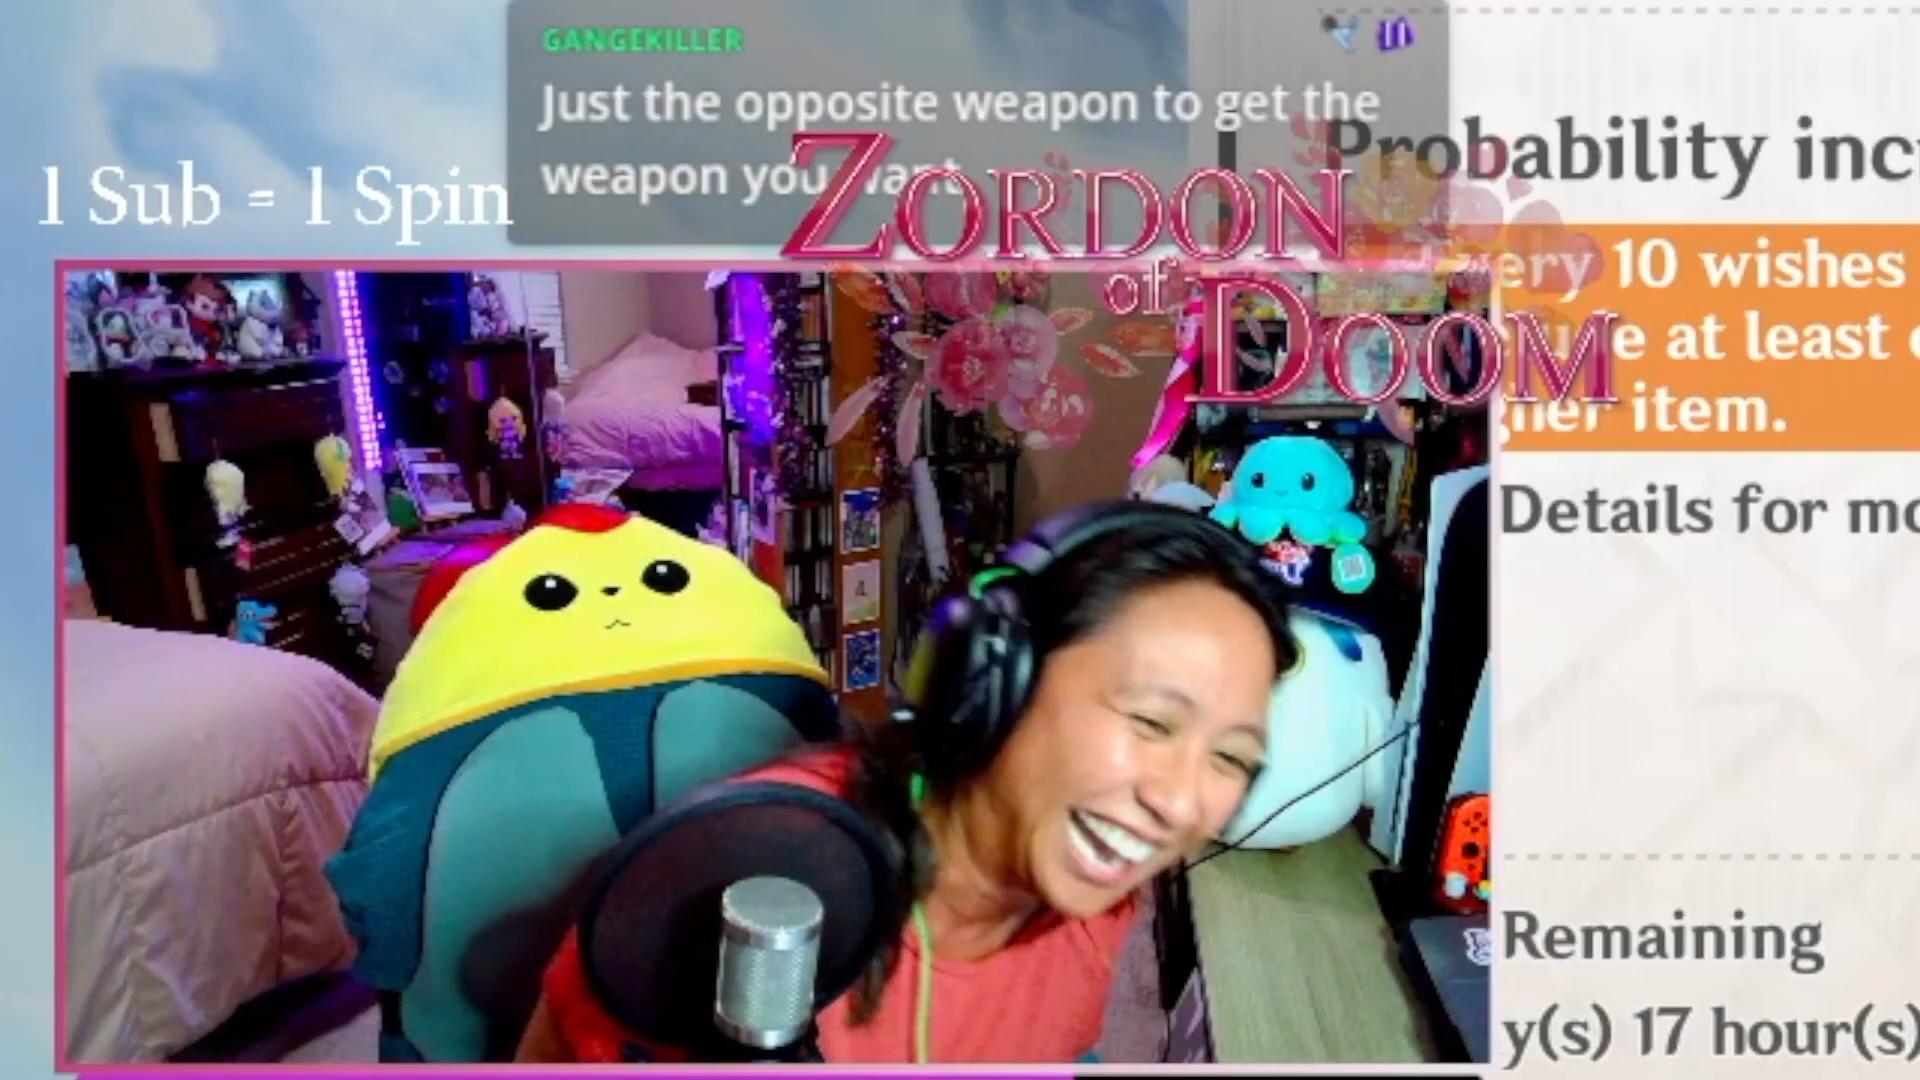 GANGEKILLER
Just the opposite weapon to get the
weapon you want
1 Sub = 1 Spin
ZORDON
of
DOOM
Probability inc
very 10 wishes
e at least
item.
Details for mo
Remaining
y(s) 17 hour(s)